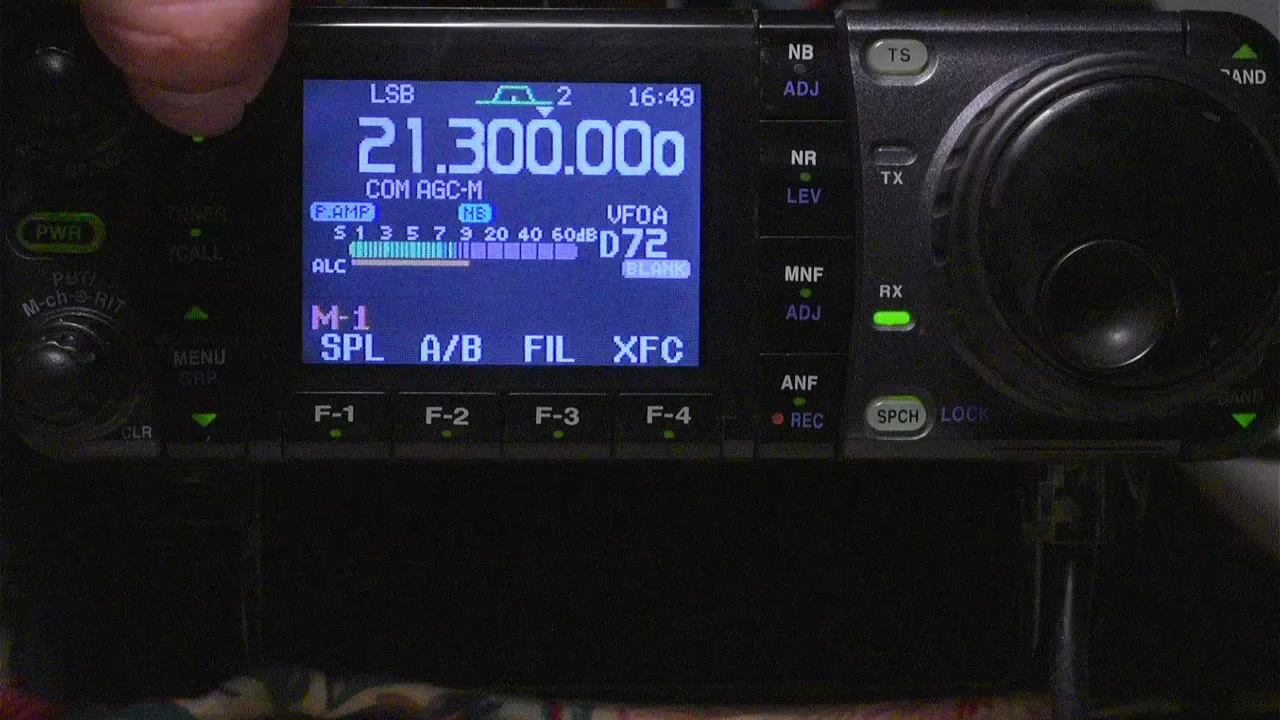 LSB 2 16:49
21.300.000
COM AGC-M
P.AMP NB VFOA
S 1 3 5 7 9 20 40 60dB D72
ALC BLANK
M-1
SPL A/B FIL XFC
F-1 F-2 F-3 F-4
PWR
TUNER
/CALL
PBT/
M-ch RIT
MENU
GRP
CLR
NB
ADJ
NR
LEV
MNF
ADJ
ANF
REC
TS
TX
RX
SPCH LOCK
BAND
BAND